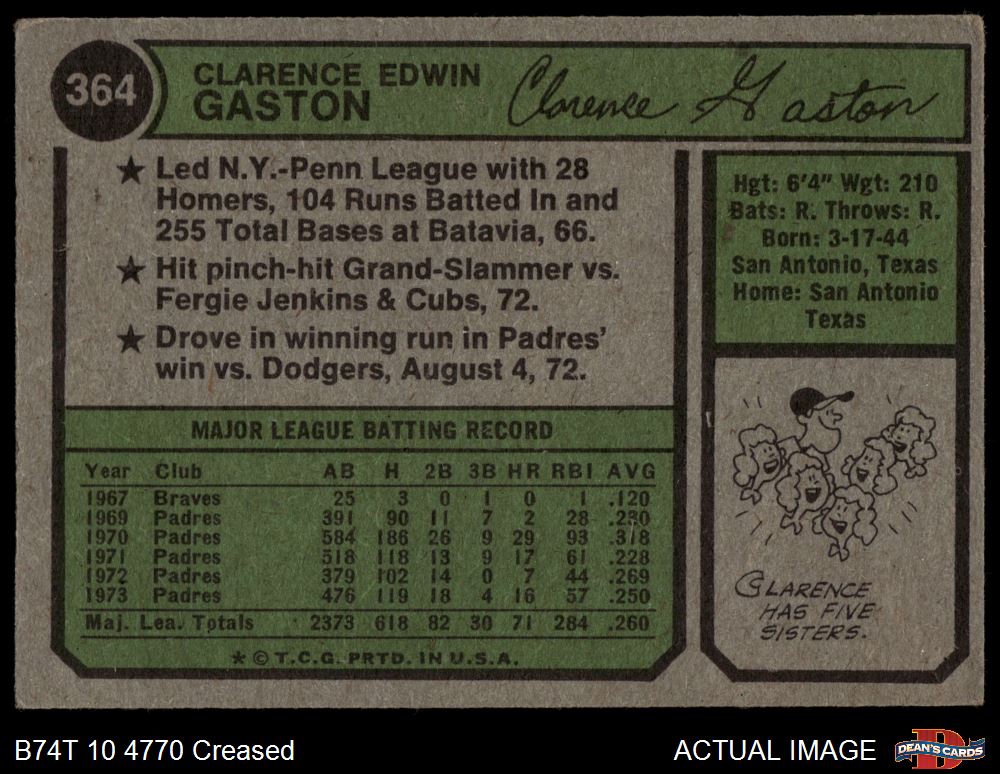 364
CLARENCE EDWIN
GASTON
Clarence Gaston
★ Led N.Y.-Penn League with 28
Homers, 104 Runs Batted In and
255 Total Bases at Batavia, 66.
★ Hit pinch-hit Grand-Slammer vs.
Fergie Jenkins & Cubs, 72.
★ Drove in winning run in Padres'
win vs. Dodgers, August 4, 72.
Hgt: 6'4" Wgt: 210
Bats: R. Throws: R.
Born: 3-17-44
San Antonio, Texas
Home: San Antonio
Texas
MAJOR LEAGUE BATTING RECORD
Year Club AB H 2B 3B HR RBI AVG
1967 Braves 25 3 0 1 0 1 .120
1969 Padres 391 90 11 7 2 28 .230
1970 Padres 584 186 26 9 29 93 .318
1971 Padres 518 118 13 9 17 61 .228
1972 Padres 379 102 14 0 7 44 .269
1973 Padres 476 119 18 4 16 57 .250
Maj. Lea. Totals 2373 618 82 30 71 284 .260
★ © T.C.G. PRTD. IN U.S.A.
CLARENCE
HAS FIVE
SISTERS.
B74T 10 4770 Creased
ACTUAL IMAGE
D
DEAN'S CARDS